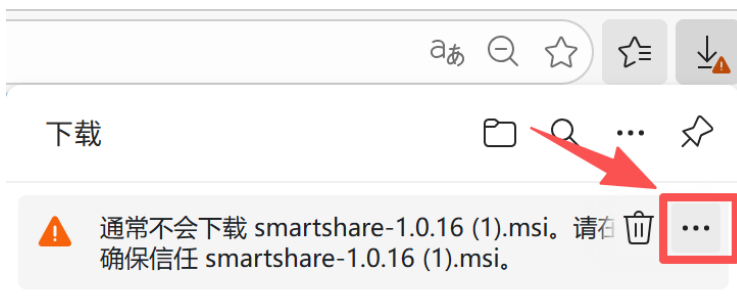 aあ
下载
通常不会下载 smartshare-1.0.16 (1).msi。请在
确保信任 smartshare-1.0.16 (1).msi。